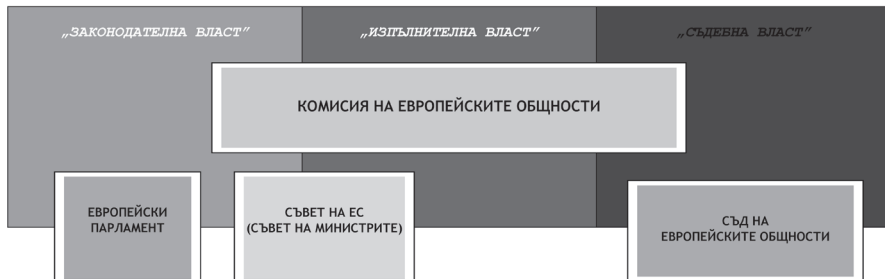 „ЗАКОНОДАТЕЛНА ВЛАСТ”
„ИЗПЪЛНИТЕЛНА ВЛАСТ”
„СЪДЕБНА ВЛАСТ”
КОМИСИЯ НА ЕВРОПЕЙСКИТЕ ОБЩНОСТИ
ЕВРОПЕЙСКИ
ПАРЛАМЕНТ
СЪВЕТ НА ЕС
(СЪВЕТ НА МИНИСТРИТЕ)
СЪД НА
ЕВРОПЕЙСКИТЕ ОБЩНОСТИ